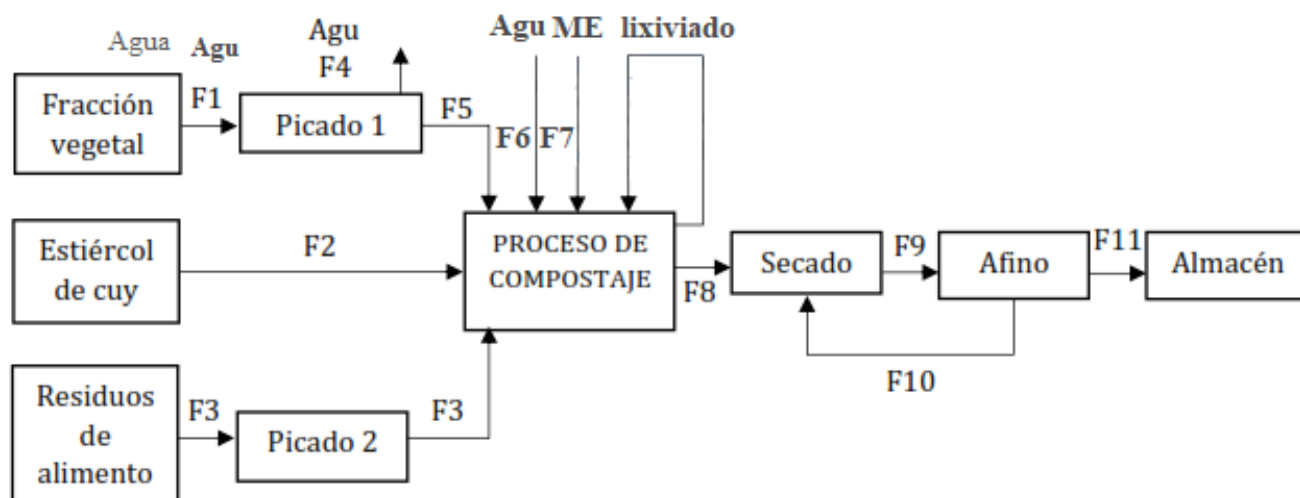 Agua
Agu
Agu
F4
Agu
ME
lixiviado
Fracción
vegetal
F1
Picado 1
F5
F6
F7
Estiércol
de cuy
F2
PROCESO DE
COMPOSTAJE
F8
Secado
F9
Afino
F11
Almacén
F10
Residuos
de
alimento
F3
Picado 2
F3